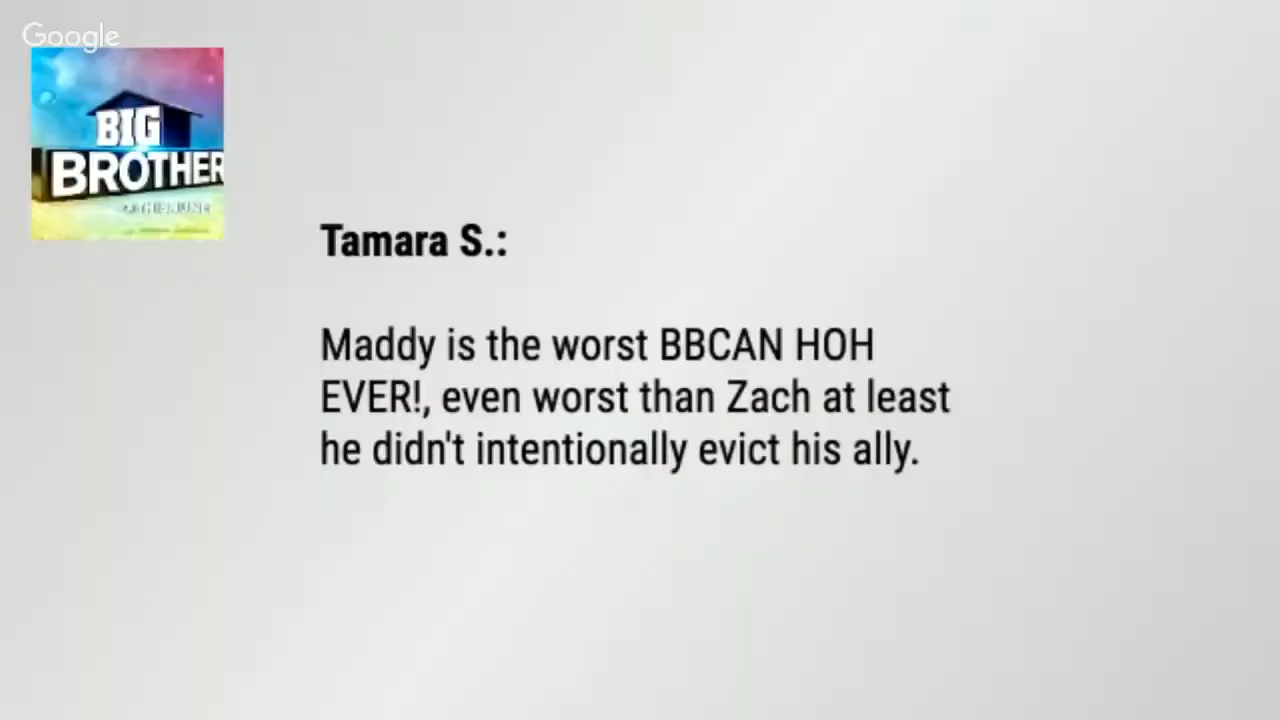 Google
BIG
BROTHER
Tamara S.:
Maddy is the worst BBCAN HOH
EVER!, even worst than Zach at least
he didn't intentionally evict his ally.